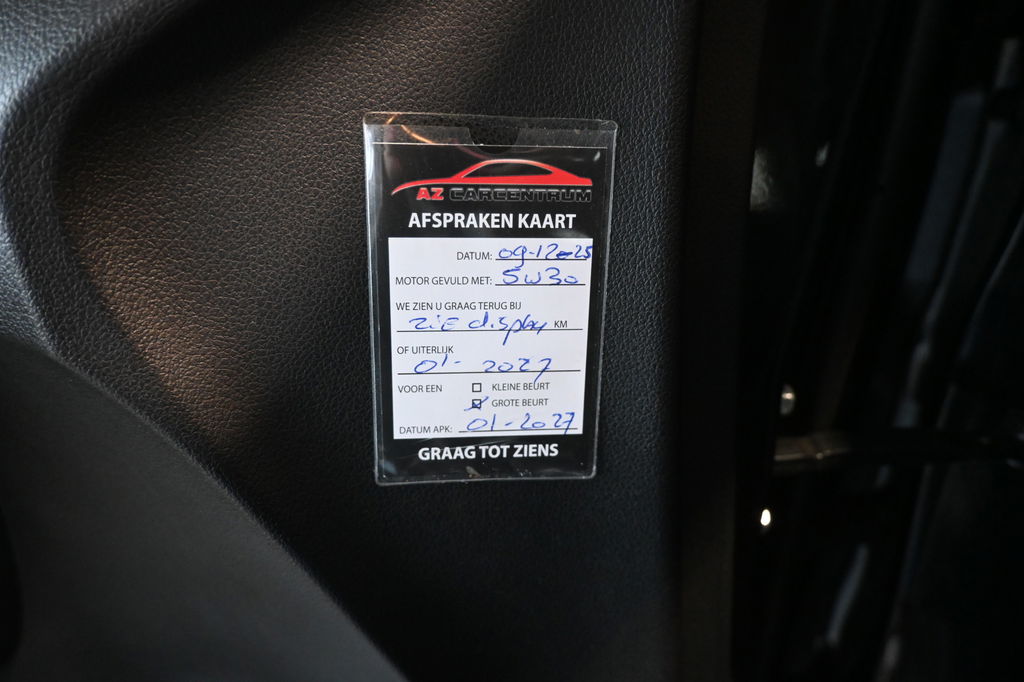 AZ CARCENTRUM
AFSPRAKEN KAART
DATUM: 09-12-25
MOTOR GEVULD MET: 5W30
WE ZIEN U GRAAG TERUG BIJ
ZiE display KM
OF UITERLIJK
01- 2027
VOOR EEN
KLEINE BEURT
GROTE BEURT
DATUM APK: 01-2027
GRAAG TOT ZIENS